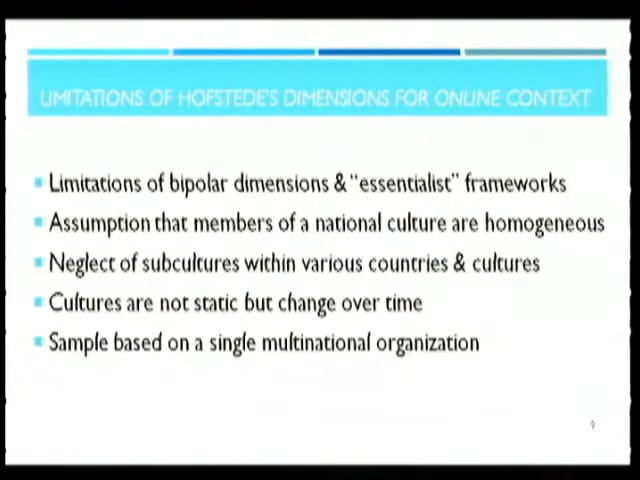 LIMITATIONS OF HOFSTEDE'S DIMENSIONS FOR ONLINE CONTEXT
Limitations of bipolar dimensions & "essentialist" frameworks
Assumption that members of a national culture are homogeneous
Neglect of subcultures within various countries & cultures
Cultures are not static but change over time
Sample based on a single multinational organization
9